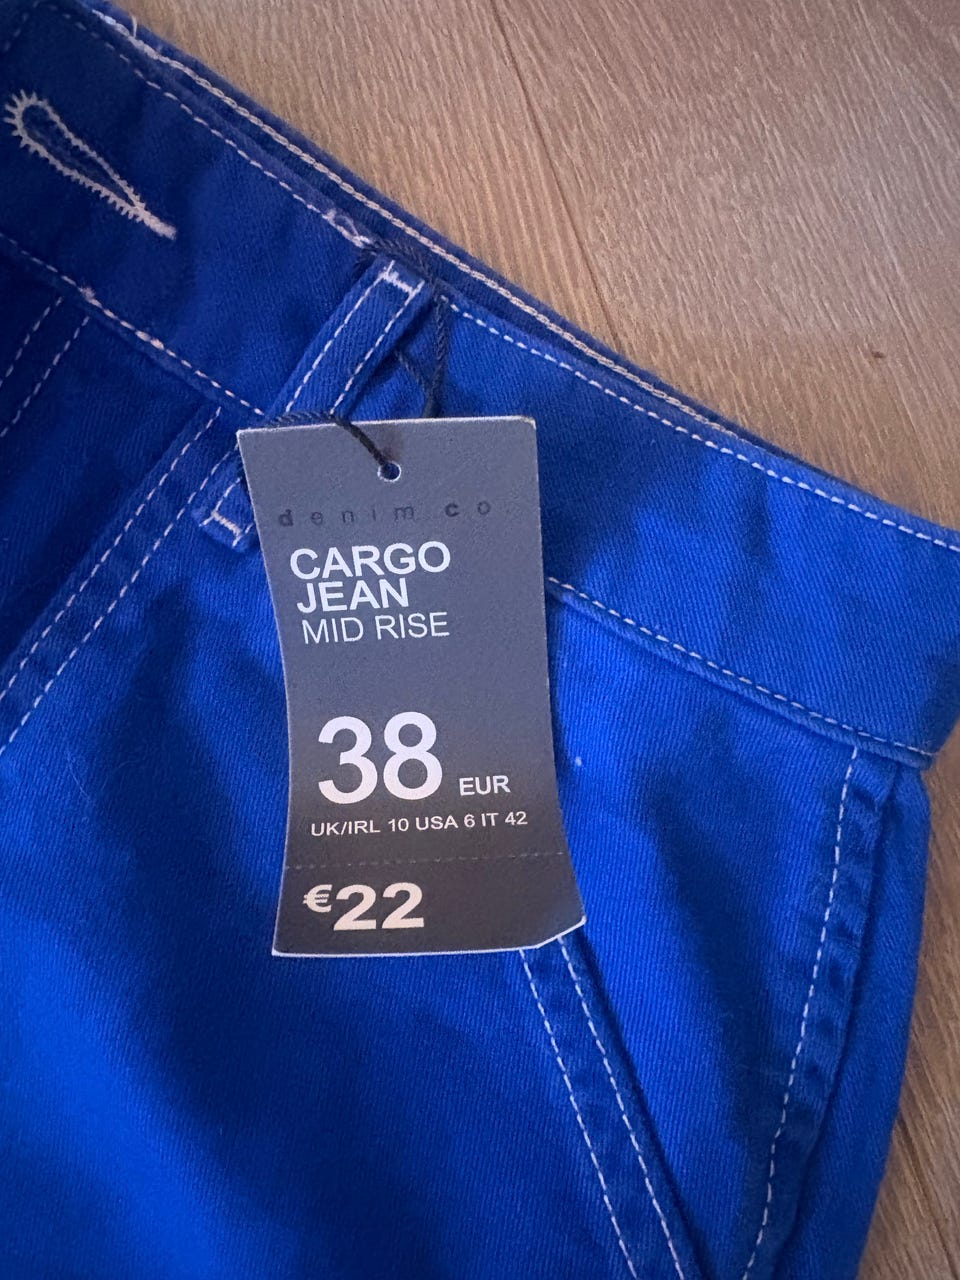 denim co
CARGO
JEAN
MID RISE
38 EUR
UK/IRL 10 USA 6 IT 42
€22